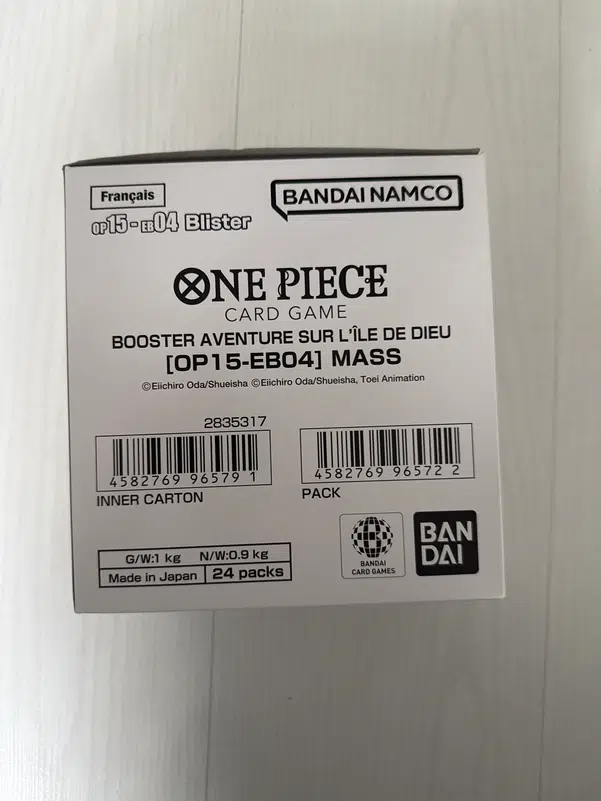 Français
BANDAI NAMCO
OP15-EB04 Blister
ONE PIECE
CARD GAME
BOOSTER AVENTURE SUR L'ÎLE DE DIEU
[OP15-EB04] MASS
©Eiichiro Oda/Shueisha ©Eiichiro Oda/Shueisha, Toei Animation
2835317
4582769 96579 1
INNER CARTON
4582769 96572 2
PACK
G/W:1 kg N/W:0.9 kg
Made in Japan 24 packs
BANDAI
CARD GAMES
BAN
DAI